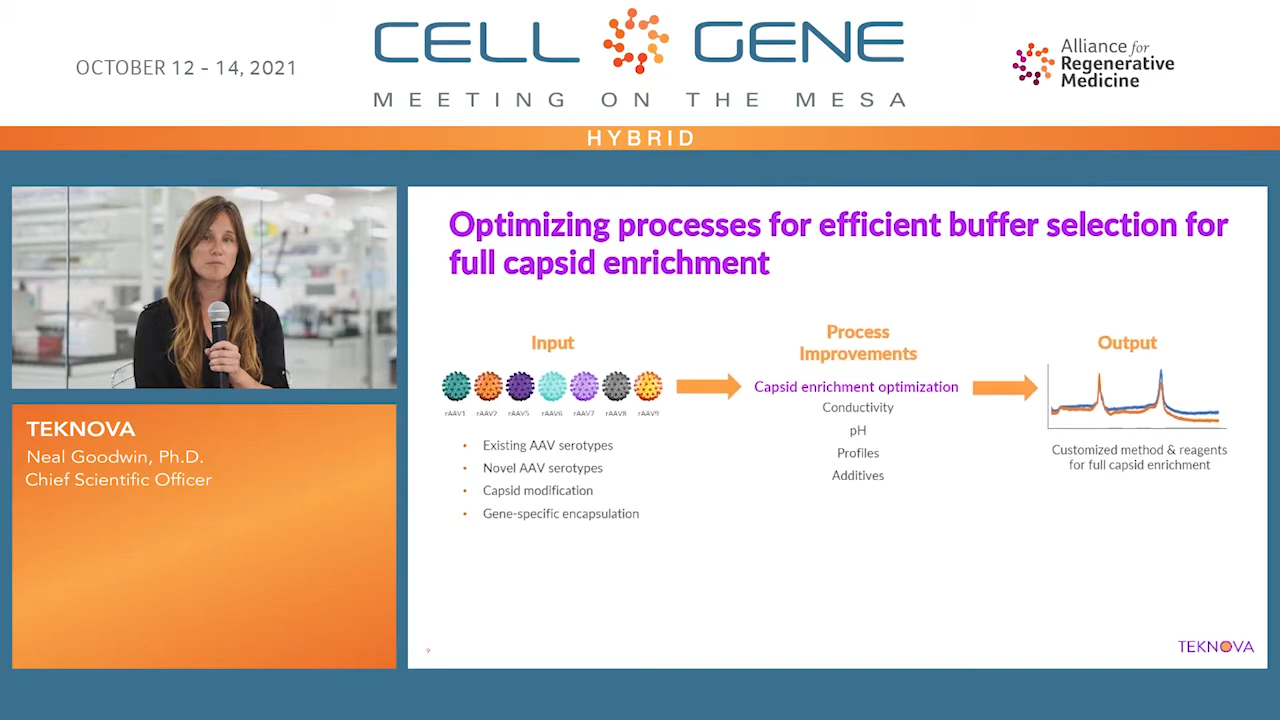 OCTOBER 12 - 14, 2021
CELL GENE
MEETING ON THE MESA
Alliance for
Regenerative
Medicine
HYBRID
TEKNOVA
Neal Goodwin, Ph.D.
Chief Scientific Officer
Optimizing processes for efficient buffer selection for
full capsid enrichment
Input
rAAV1 rAAV2 rAAV5 rAAV6 rAAV7 rAAV8 rAAV9
• Existing AAV serotypes
• Novel AAV serotypes
• Capsid modification
• Gene-specific encapsulation
Process
Improvements
Capsid enrichment optimization
Conductivity
pH
Profiles
Additives
Output
Customized method & reagents
for full capsid enrichment
9
TEKNOVA